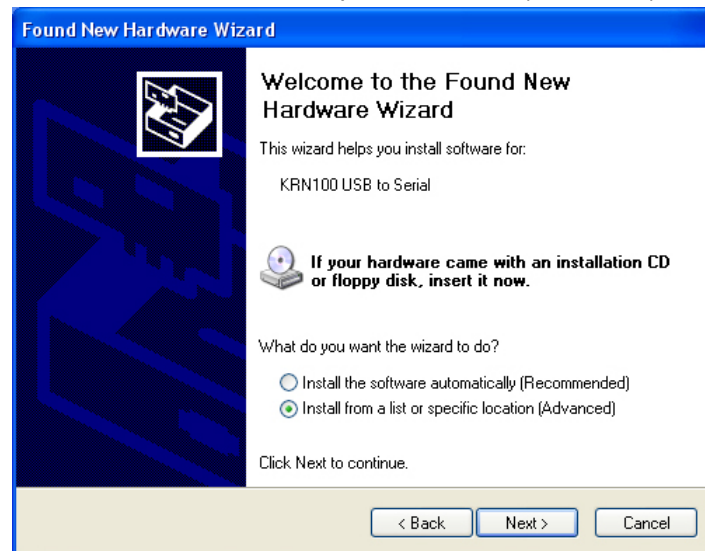 Found New Hardware Wizard
Welcome to the Found New
Hardware Wizard
This wizard helps you install software for:
KRN100 USB to Serial
If your hardware came with an installation CD
or floppy disk, insert it now.
What do you want the wizard to do?
Install the software automatically (Recommended)
Install from a list or specific location (Advanced)
Click Next to continue.
< Back Next > Cancel